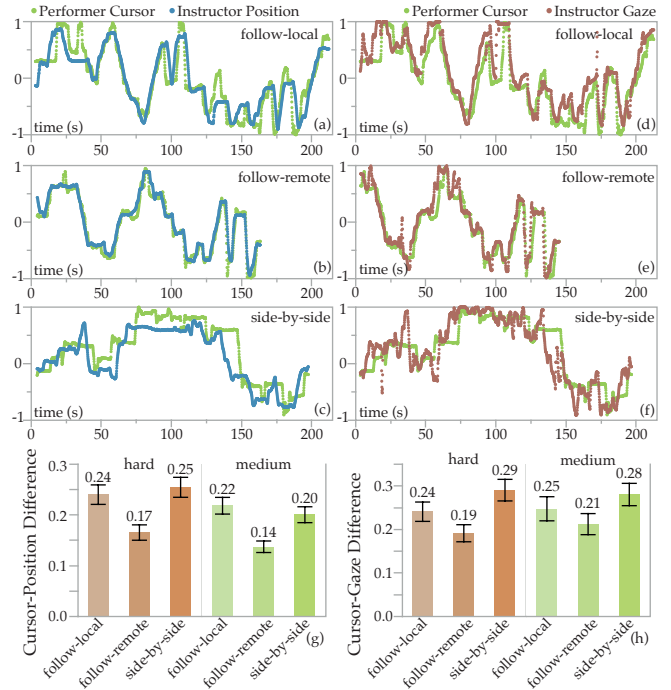 Performer Cursor Instructor Position
Performer Cursor Instructor Gaze
1
follow-local
0
-1
time (s)
(a)
0 50 100 150 200
1
follow-local
0
-1
time (s)
(d)
0 50 100 150 200
1
follow-remote
0
-1
time (s)
(b)
0 50 100 150 200
1
follow-remote
0
-1
time (s)
(e)
0 50 100 150 200
1
side-by-side
0
-1
time (s)
(c)
0 50 100 150 200
1
side-by-side
0
-1
time (s)
(f)
0 50 100 150 200
Cursor-Position Difference
0.3
0.2
0.1
0.0
hard medium
0.24 0.17 0.25 0.22 0.14 0.20
follow-local follow-remote side-by-side follow-local follow-remote side-by-side
(g)
Cursor-Gaze Difference
0.3
0.2
0.1
0.0
hard medium
0.24 0.19 0.29 0.25 0.21 0.28
follow-local follow-remote side-by-side follow-local follow-remote side-by-side
(h)